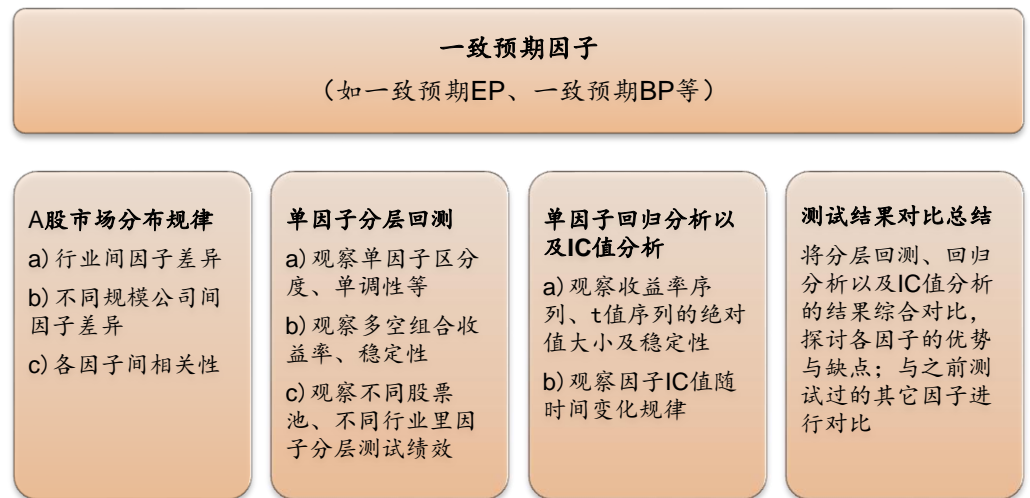 一致预期因子
（如一致预期EP、一致预期BP等）
A股市场分布规律
a)行业间因子差异
b)不同规模公司间
因子差异
c)各因子间相关性
单因子分层回测
a)观察单因子区分
度、单调性等
b)观察多空组合收
益率、稳定性
c)观察不同股票
池、不同行业里因
子分层测试绩效
单因子回归分析以
及IC值分析
a)观察收益率序
列、t值序列的绝对
值大小及稳定性
b)观察因子IC值随
时间变化规律
测试结果对比总结
将分层回测、回归
分析以及IC值分析
的结果综合对比，
探讨各因子的优势
与缺点；与之前测
试过的其它因子进
行对比